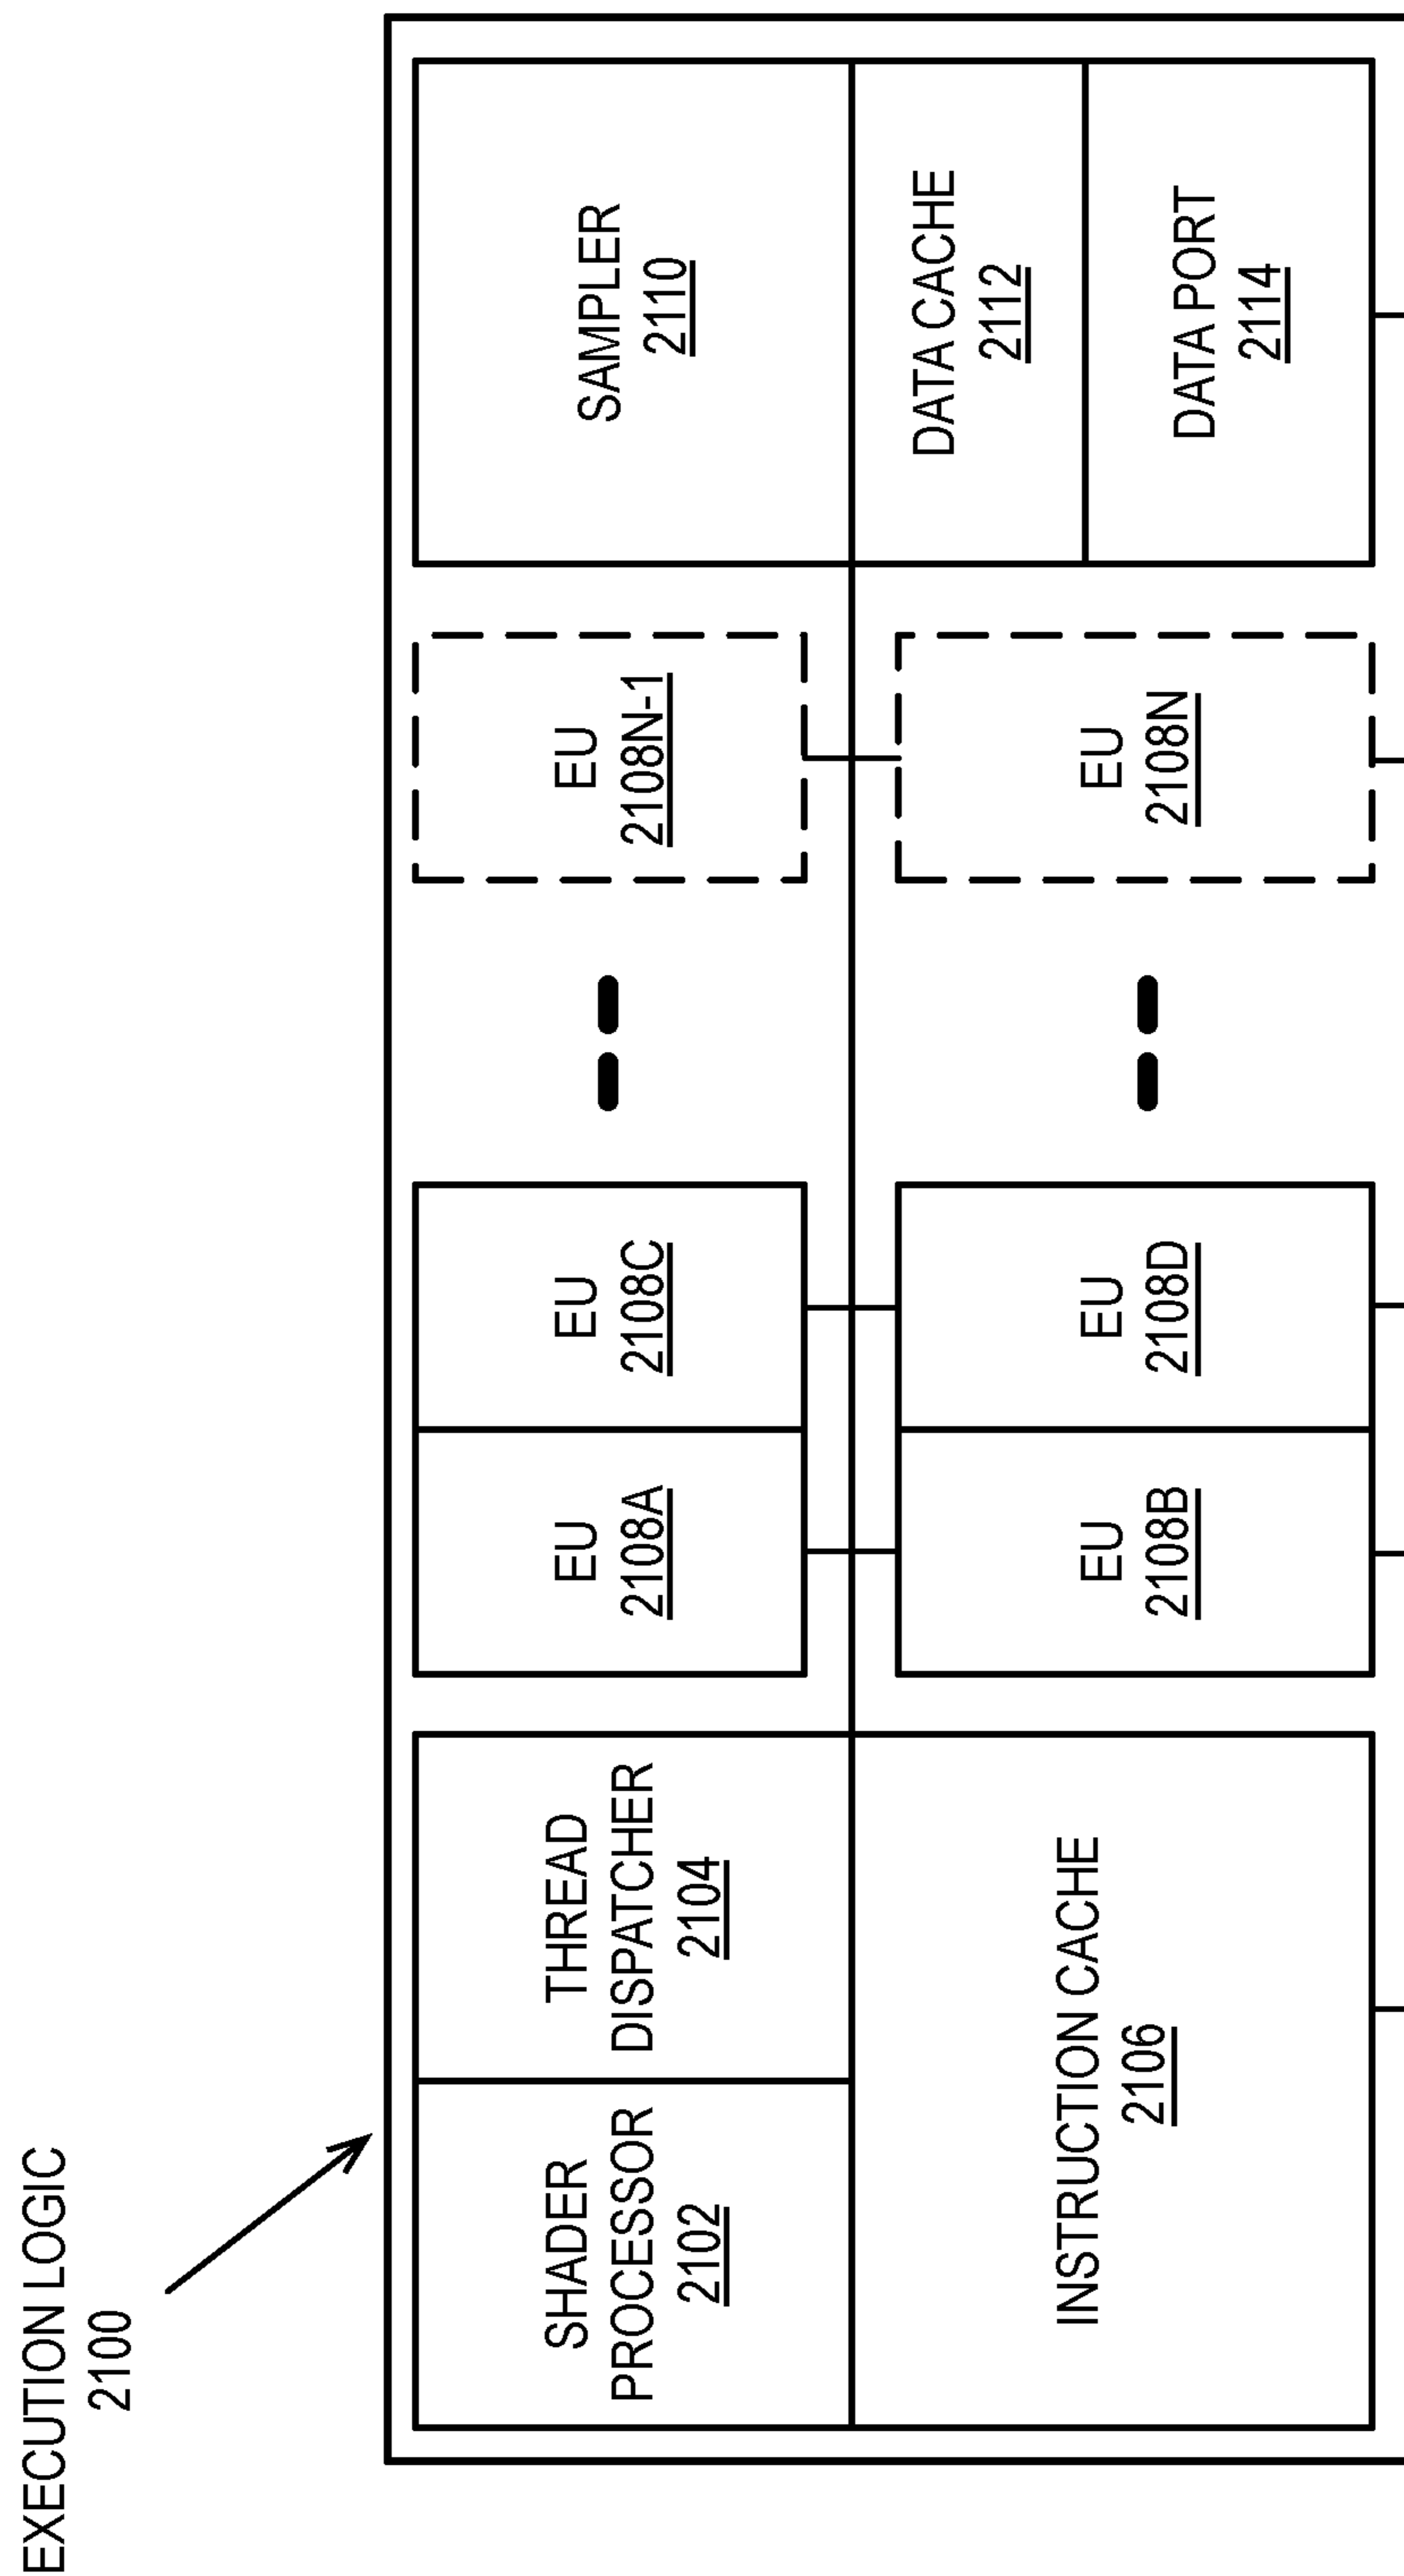 EXECUTION LOGIC
2100
SHADER
PROCESSOR
2102
THREAD
DISPATCHER
2104
EU
2108A
EU
2108C
EU
2108N-1
SAMPLER
2110
INSTRUCTION CACHE
2106
EU
2108B
EU
2108D
EU
2108N
DATA CACHE
2112
DATA PORT
2114